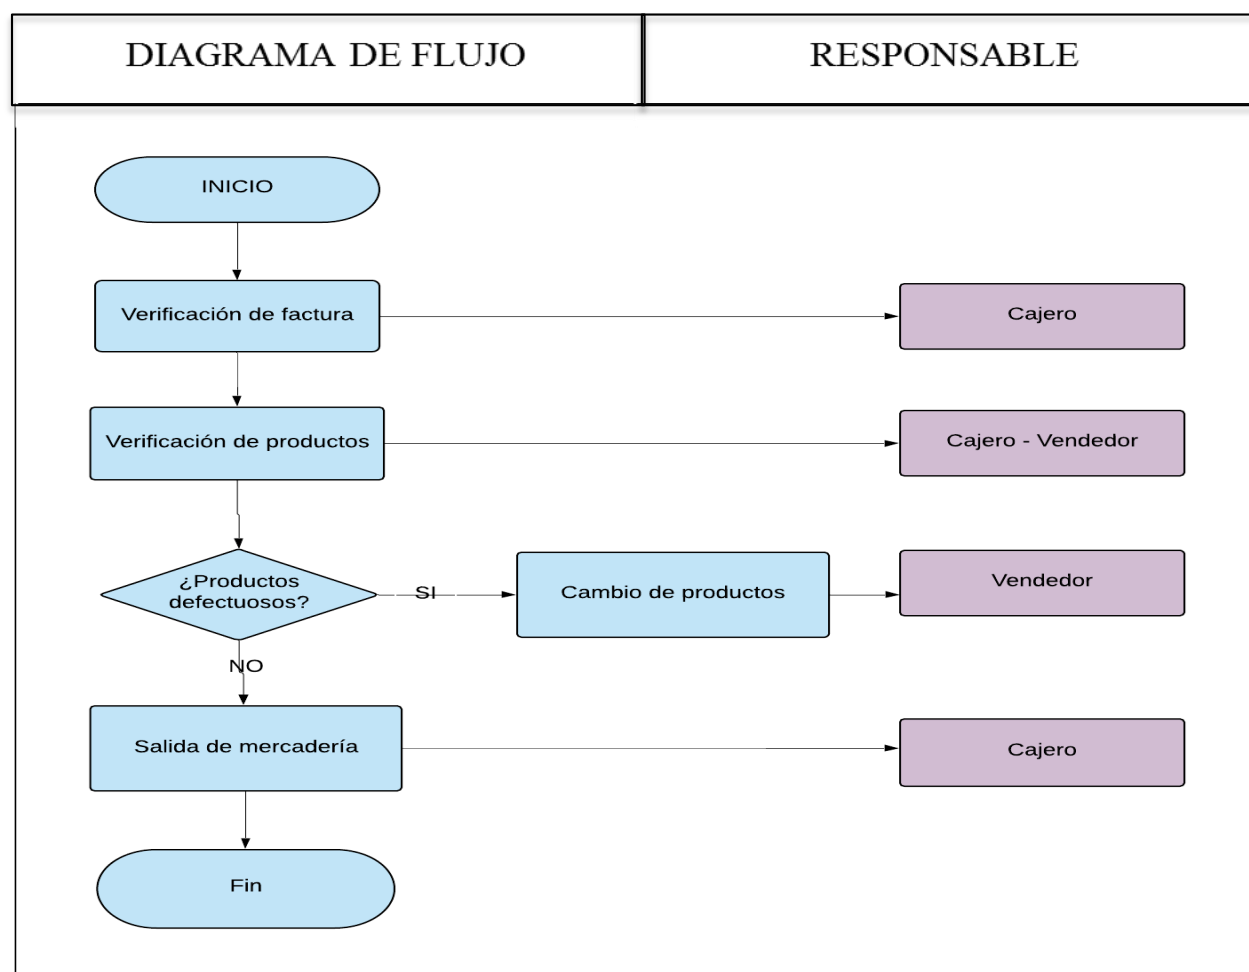 DIAGRAMA DE FLUJO
RESPONSABLE
INICIO
Verificación de factura
Cajero
Verificación de productos
Cajero - Vendedor
¿Productos
defectuosos?
SI
Cambio de productos
Vendedor
NO
Salida de mercadería
Cajero
Fin